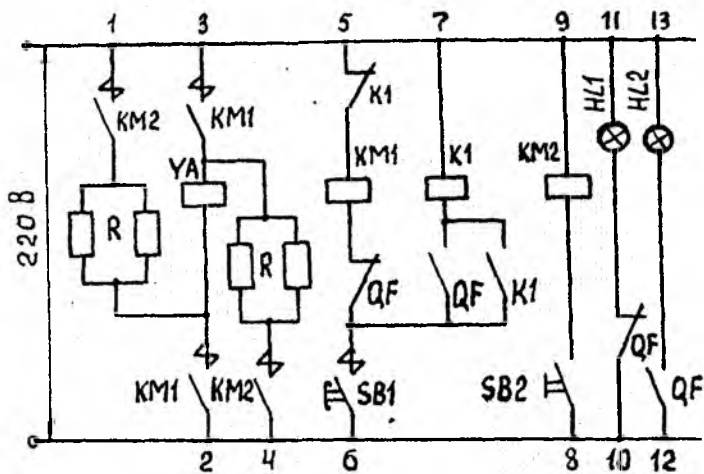 1 3 5 7 9 11 13
HL1 HL2
KM2 KM1 K1
YA KM1 K1 KM2
220 В
R R
QF QF K1 QF
KM1 KM2 SB1 SB2 QF
2 4 6 8 10 12